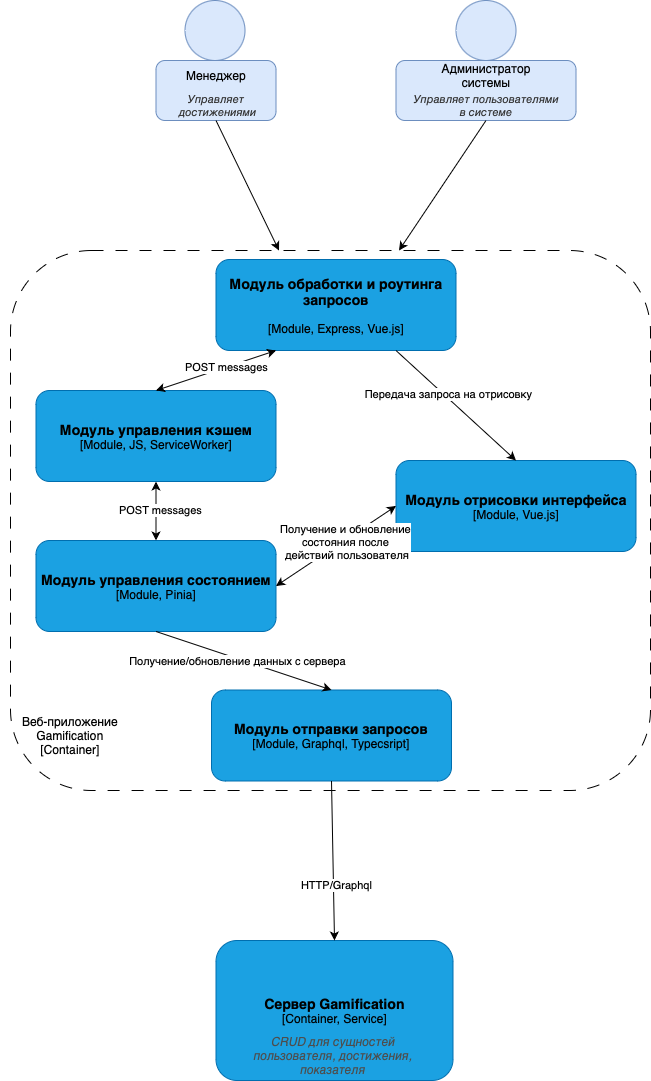 Менеджер
Управляет
достижениями
Администратор
системы
Управляет пользователями
в системе
Модуль обработки и роутинга
запросов
[Module, Express, Vue.js]
POST messages
Передача запроса на отрисовку
Модуль управления кэшем
[Module, JS, ServiceWorker]
Модуль отрисовки интерфейса
[Module, Vue.js]
POST messages
Получение и обновление
состояния после
действий пользователя
Модуль управления состоянием
[Module, Pinia]
Получение/обновление данных с сервера
Веб-приложение
Gamification
[Container]
Модуль отправки запросов
[Module, Graphql, Typecsript]
HTTP/Graphql
Сервер Gamification
[Container, Service]
CRUD для сущностей
пользователя, достижения,
показателя